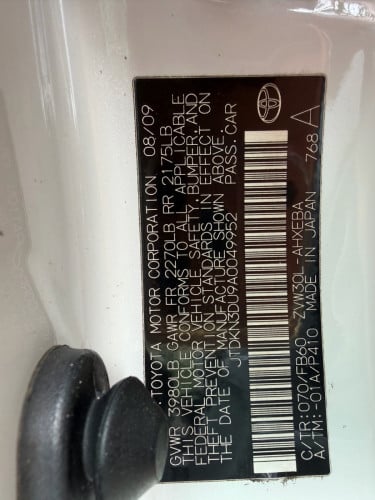 TOYOTA MOTOR CORPORATION 08/09
GVWR 3980LB GAWR FR 2270LB RR 2175LB
THIS VEHICLE CONFORMS TO ALL APPLICABLE
FEDERAL MOTOR VEHICLE SAFETY, BUMPER, AND
THEFT PREVENTION STANDARDS IN EFFECT ON
THE DATE OF MANUFACTURE SHOWN ABOVE.
JTDKN3DU9A0049952 PASS.CAR
C/TR:070/FB60 ZVW30L-AHXEBA
A/TM:-01A/P410 MADE IN JAPAN 768 A